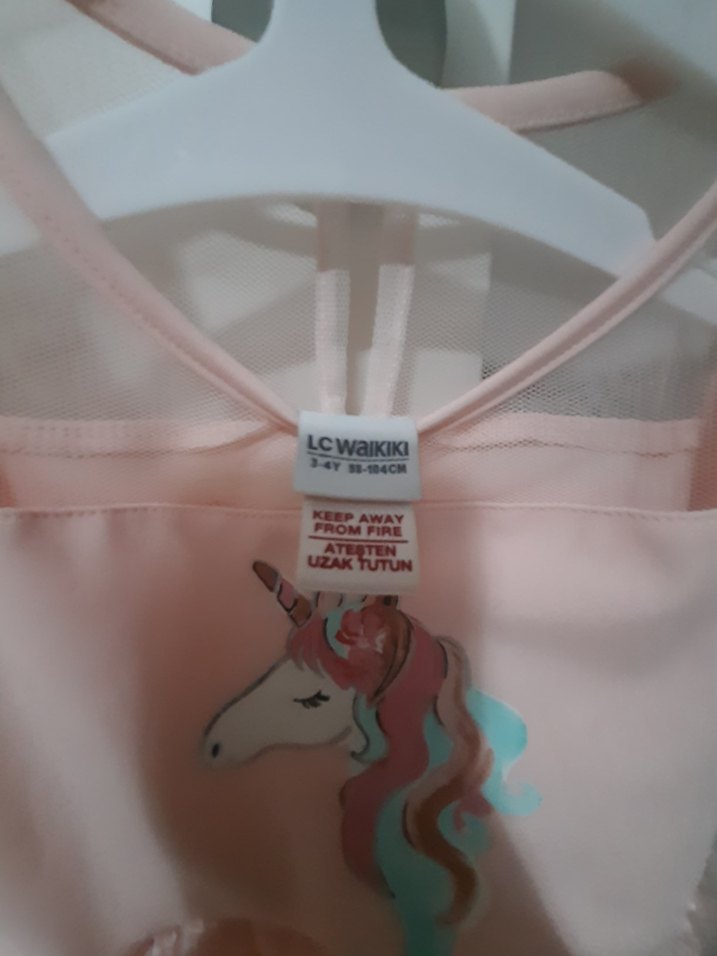 LC WAIKIKI
3-4Y 98-104CM
KEEP AWAY
FROM FIRE
ATEŞTEN
UZAK TUTUN